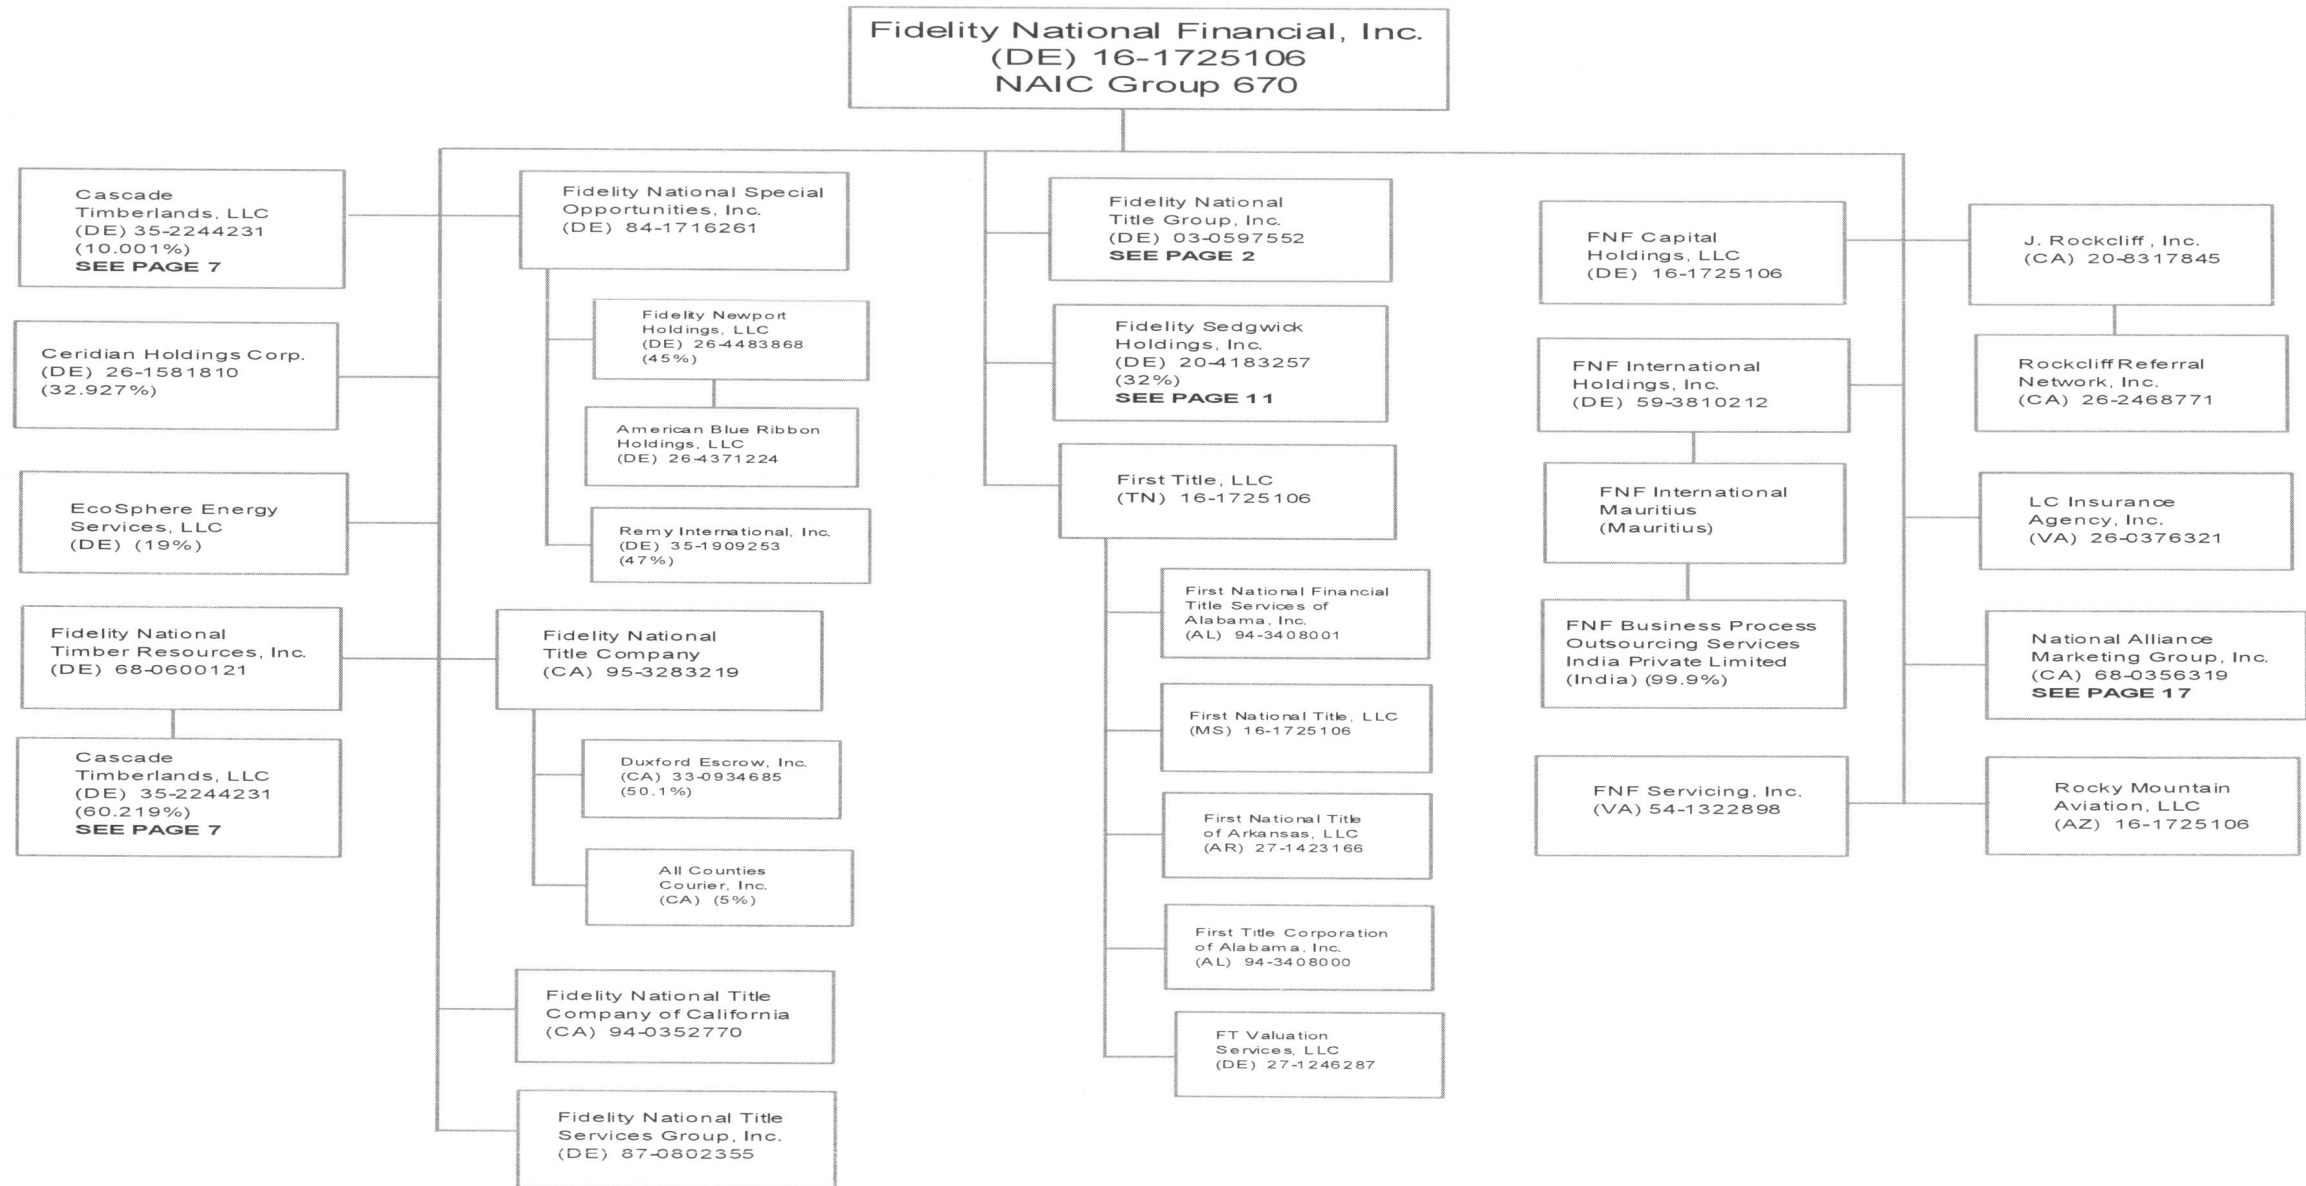 Fidelity National Financial, Inc.
(DE) 16-1725106
NAIC Group 670
Cascade
Timberlands, LLC
(DE) 35-2244231
(10.001%)
SEE PAGE 7
Ceridian Holdings Corp.
(DE) 26-1581810
(32.927%)
EcoSphere Energy
Services, LLC
(DE) (19%)
Fidelity National
Timber Resources, Inc.
(DE) 68-0600121
Cascade
Timberlands, LLC
(DE) 35-2244231
(60.219%)
SEE PAGE 7
Fidelity National Special
Opportunities, Inc.
(DE) 84-1716261
Fidelity Newport
Holdings, LLC
(DE) 26-4483868
(45%)
American Blue Ribbon
Holdings, LLC
(DE) 26-4371224
Remy International, Inc.
(DE) 35-1909253
(47%)
Fidelity National
Title Company
(CA) 95-3283219
Duxford Escrow, Inc.
(CA) 33-0934685
(50.1%)
All Counties
Courier, Inc.
(CA) (5%)
Fidelity National Title
Company of California
(CA) 94-0352770
Fidelity National Title
Services Group, Inc.
(DE) 87-0802355
Fidelity National
Title Group, Inc.
(DE) 03-0597552
SEE PAGE 2
Fidelity Sedgwick
Holdings, Inc.
(DE) 20-4183257
(32%)
SEE PAGE 11
First Title, LLC
(TN) 16-1725106
First National Financial
Title Services of
Alabama, Inc.
(AL) 94-3408001
First National Title, LLC
(MS) 16-1725106
First National Title
of Arkansas, LLC
(AR) 27-1423166
First Title Corporation
of Alabama, Inc.
(AL) 94-3408000
FT Valuation
Services, LLC
(DE) 27-1246287
FNF Capital
Holdings, LLC
(DE) 16-1725106
FNF International
Holdings, Inc.
(DE) 59-3810212
FNF International
Mauritius
(Mauritius)
FNF Business Process
Outsourcing Services
India Private Limited
(India) (99.9%)
FNF Servicing, Inc.
(VA) 54-1322898
J. Rockcliff, Inc.
(CA) 20-8317845
Rockcliff Referral
Network, Inc.
(CA) 26-2468771
LC Insurance
Agency, Inc.
(VA) 26-0376321
National Alliance
Marketing Group, Inc.
(CA) 68-0356319
SEE PAGE 17
Rocky Mountain
Aviation, LLC
(AZ) 16-1725106